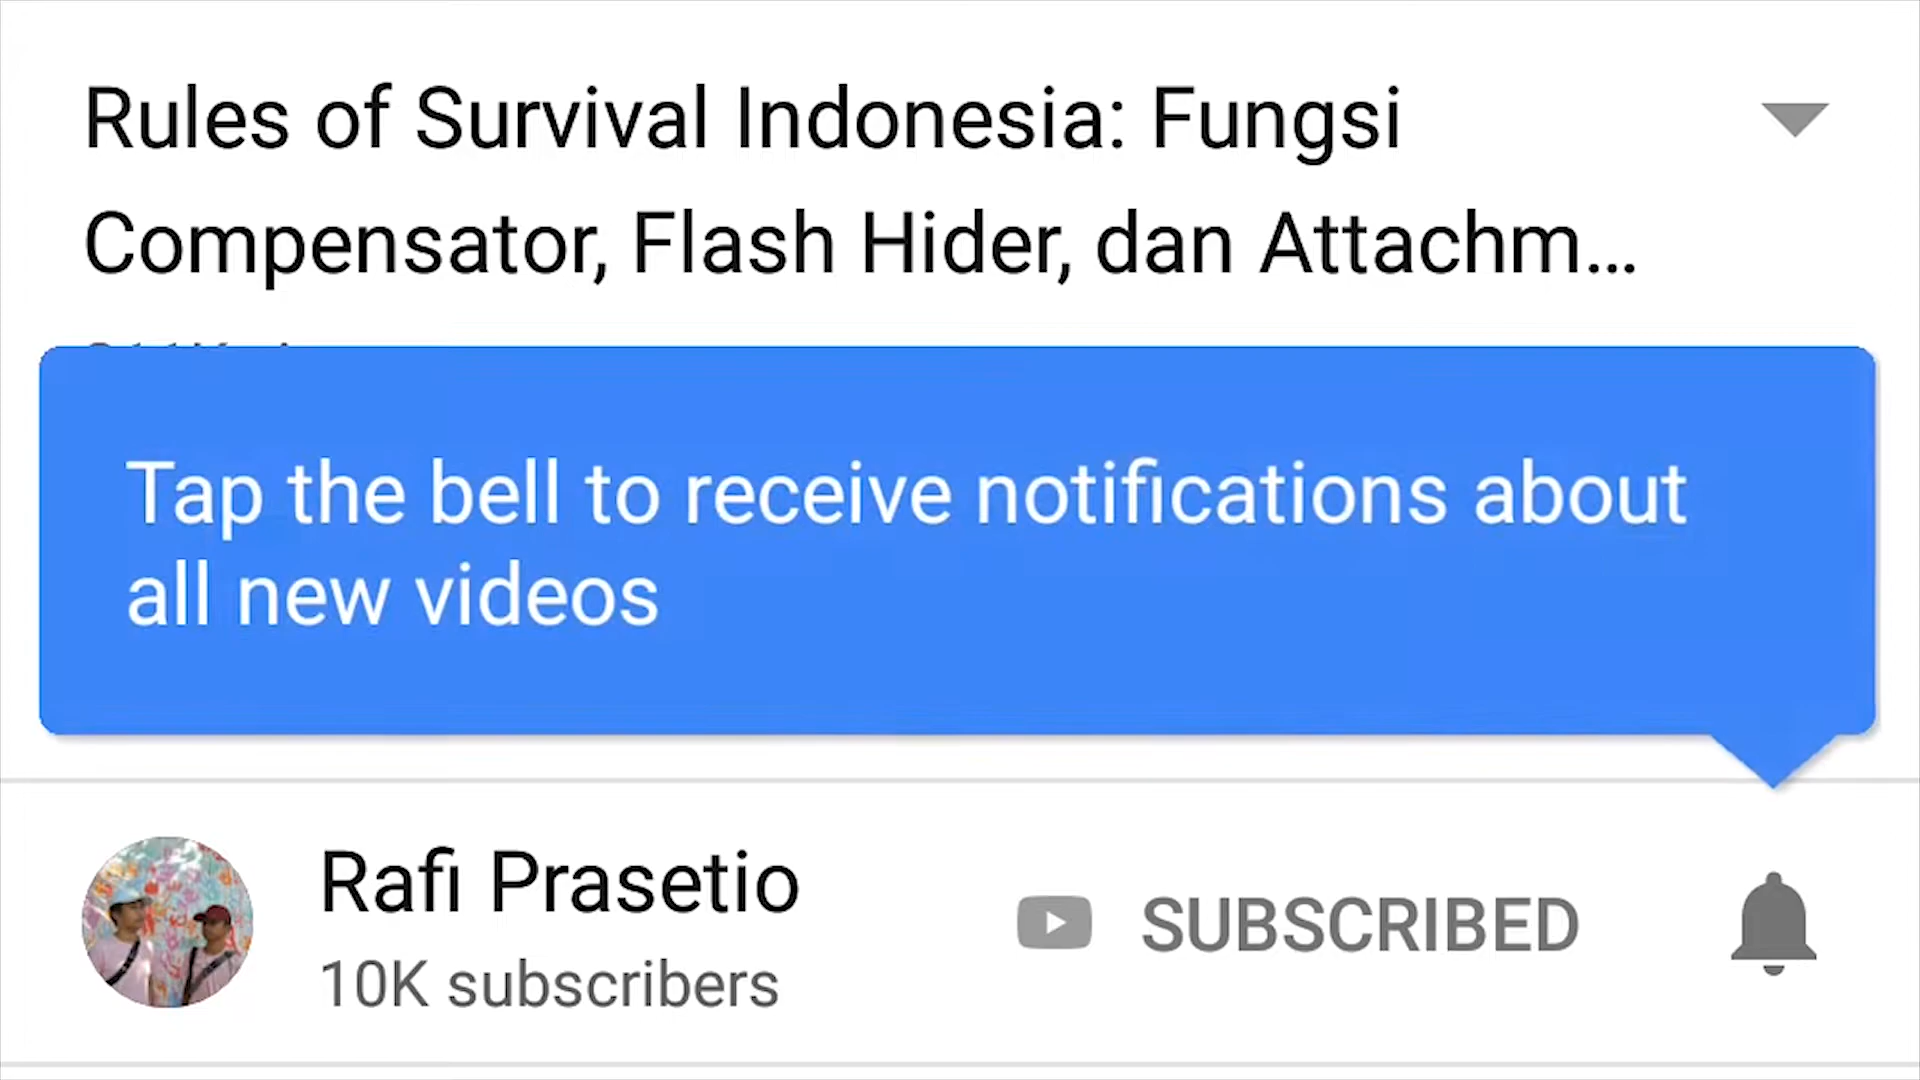 Rules of Survival Indonesia: Fungsi
Compensator, Flash Hider, dan Attachm...
Tap the bell to receive notifications about
all new videos
Rafi Prasetio
SUBSCRIBED
10K subscribers